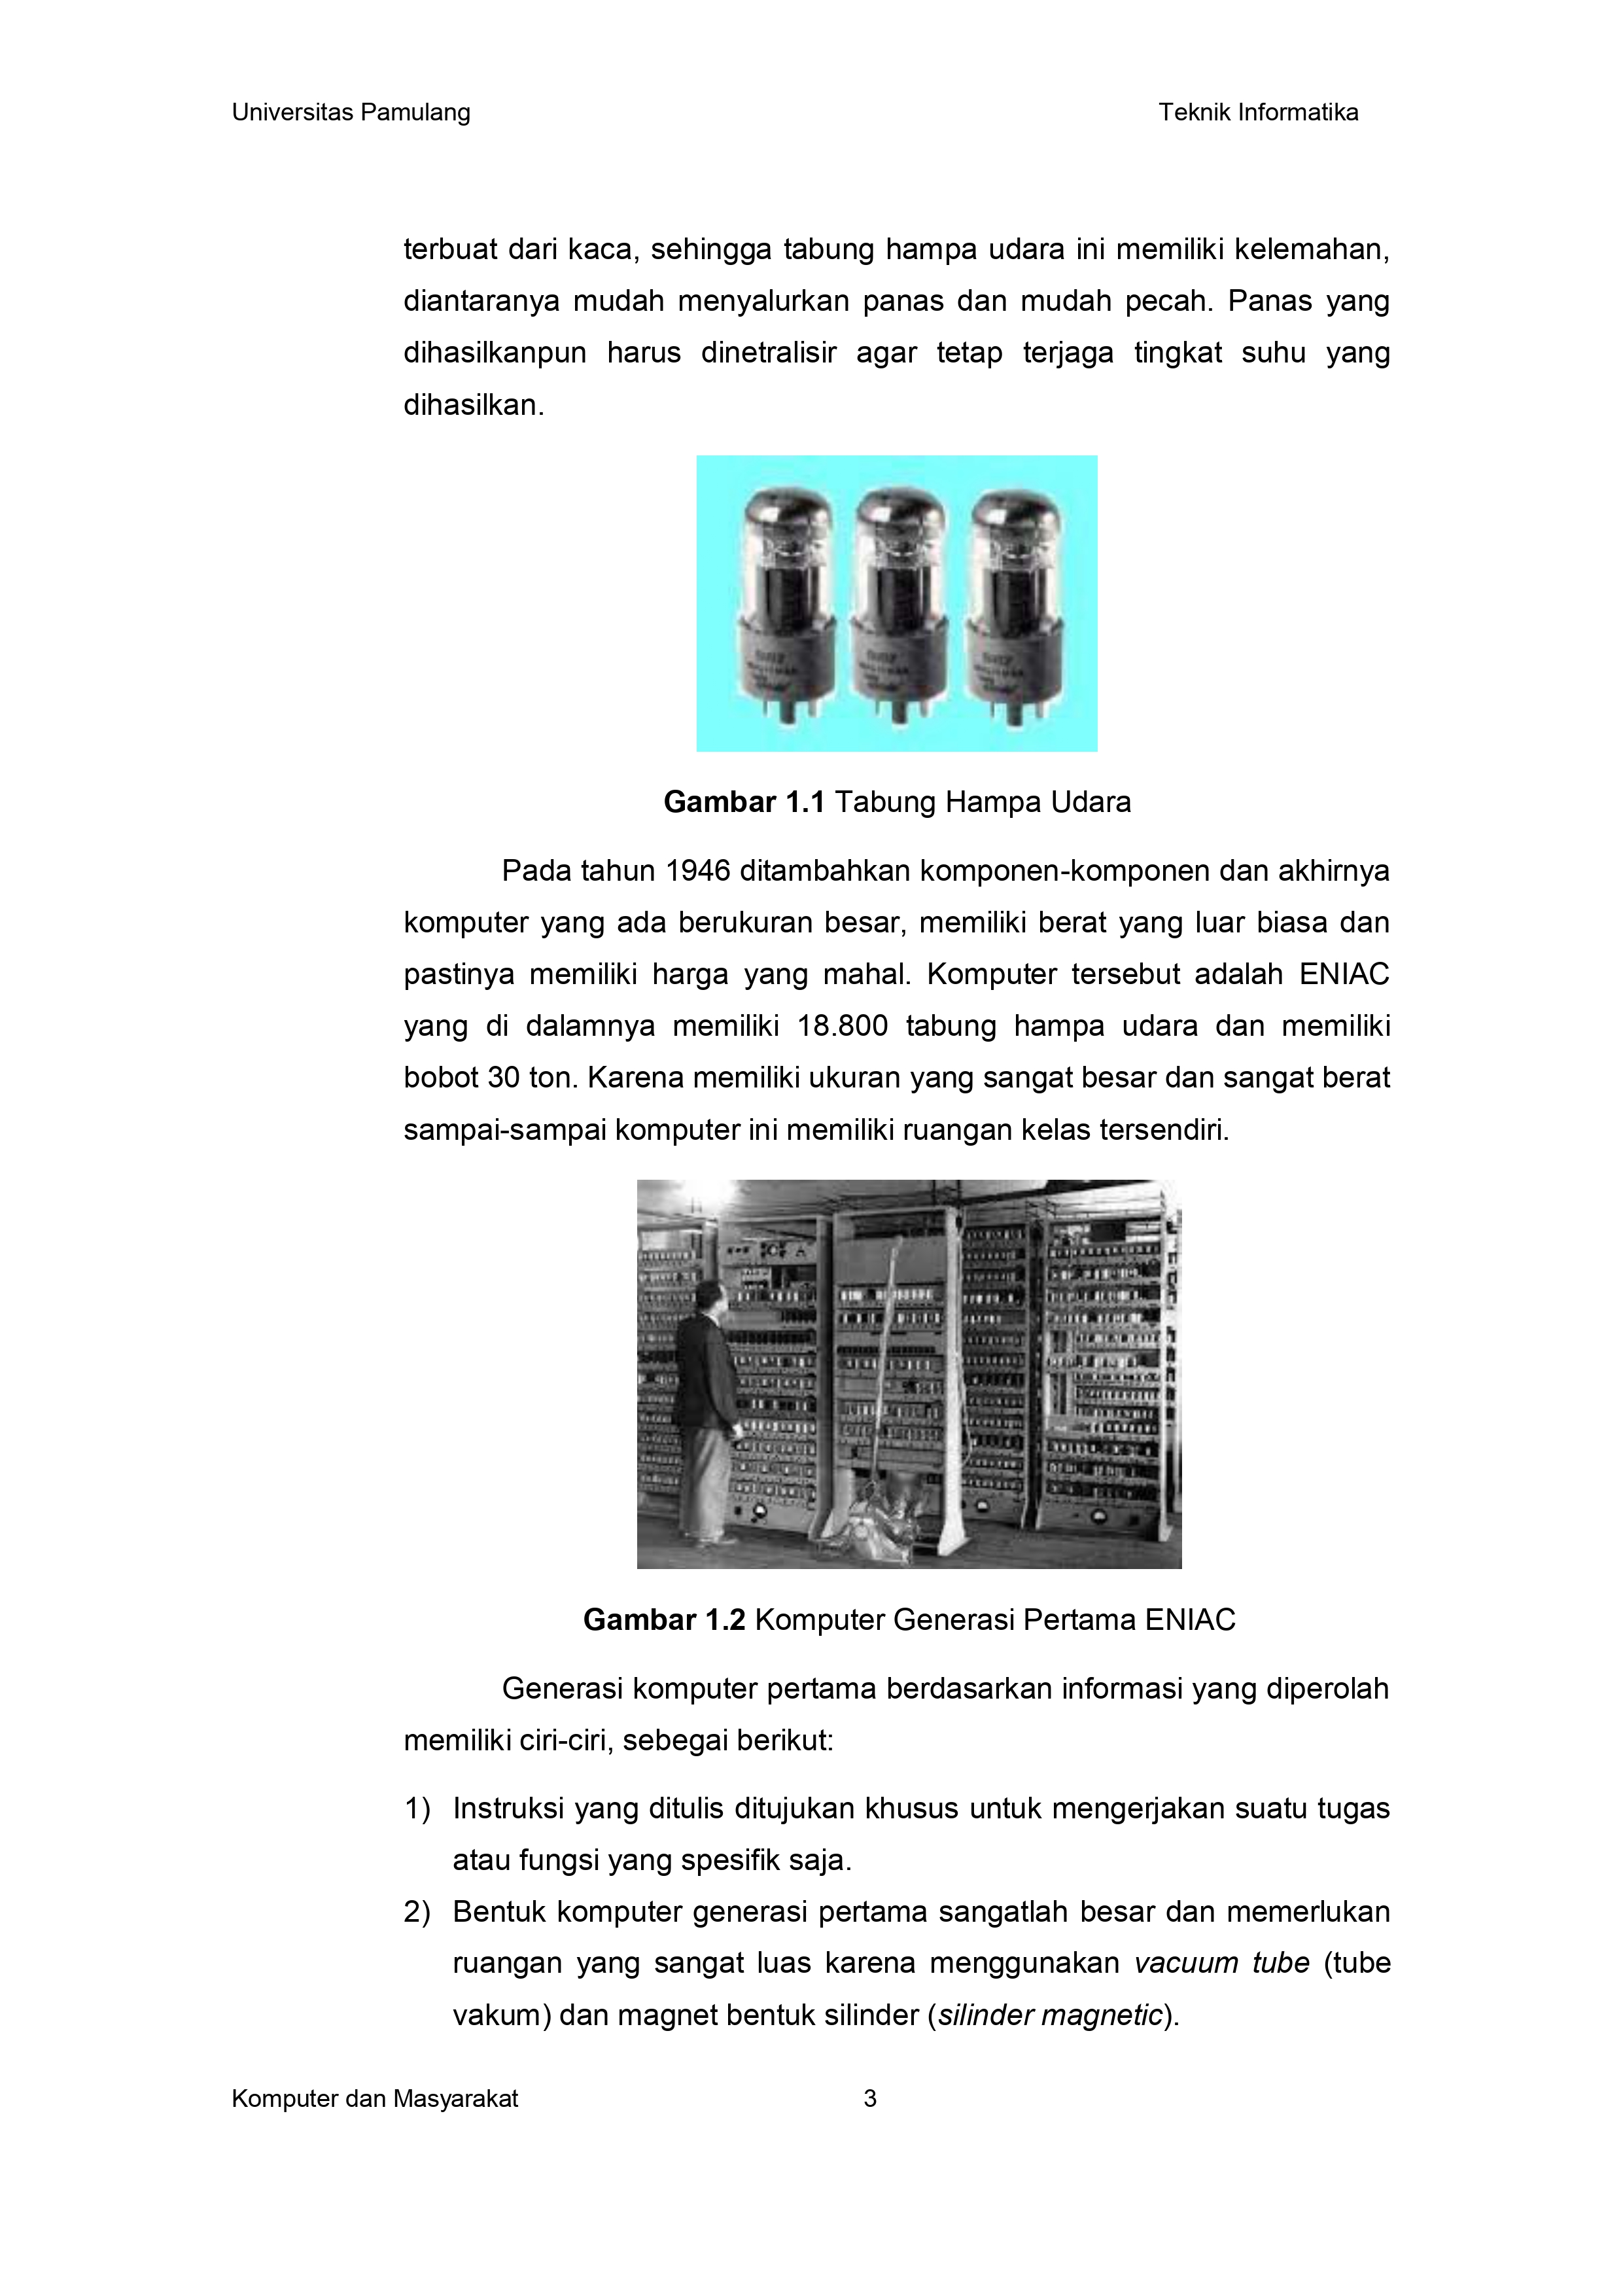 Universitas Pamulang Teknik Informatika
terbuat dari kaca, sehingga tabung hampa udara ini memiliki kelemahan,
diantaranya mudah menyalurkan panas dan mudah pecah. Panas yang
dihasilkanpun harus dinetralisir agar tetap terjaga tingkat suhu yang
dihasilkan.
Gambar 1.1 Tabung Hampa Udara
Pada tahun 1946 ditambahkan komponen-komponen dan akhirnya
komputer yang ada berukuran besar, memiliki berat yang luar biasa dan
pastinya memiliki harga yang mahal. Komputer tersebut adalah ENIAC
yang di dalamnya memiliki 18.800 tabung hampa udara dan memiliki
bobot 30 ton. Karena memiliki ukuran yang sangat besar dan sangat berat
sampai-sampai komputer ini memiliki ruangan kelas tersendiri.
Gambar 1.2 Komputer Generasi Pertama ENIAC
Generasi komputer pertama berdasarkan informasi yang diperolah
memiliki ciri-ciri, sebegai berikut:
1) Instruksi yang ditulis ditujukan khusus untuk mengerjakan suatu tugas
atau fungsi yang spesifik saja.
2) Bentuk komputer generasi pertama sangatlah besar dan memerlukan
ruangan yang sangat luas karena menggunakan vacuum tube (tube
vakum) dan magnet bentuk silinder (silinder magnetic).
Komputer dan Masyarakat 3